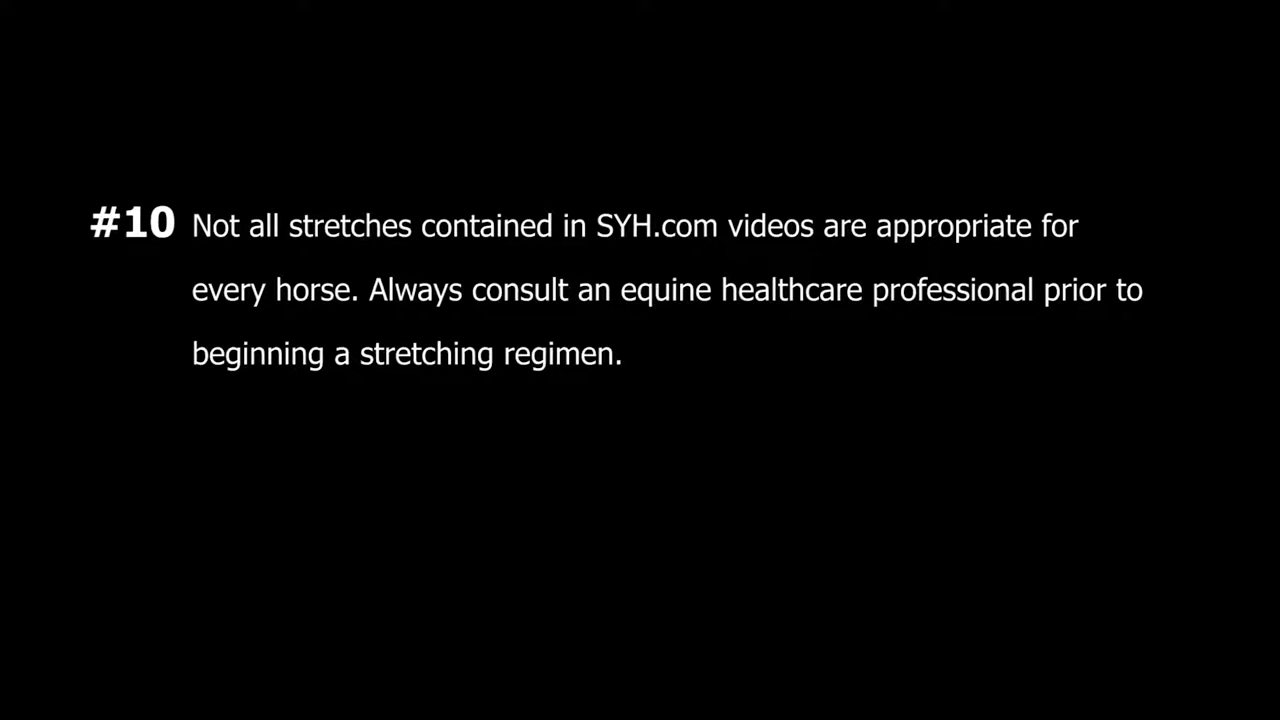 #10 Not all stretches contained in SYH.com videos are appropriate for
every horse. Always consult an equine healthcare professional prior to
beginning a stretching regimen.